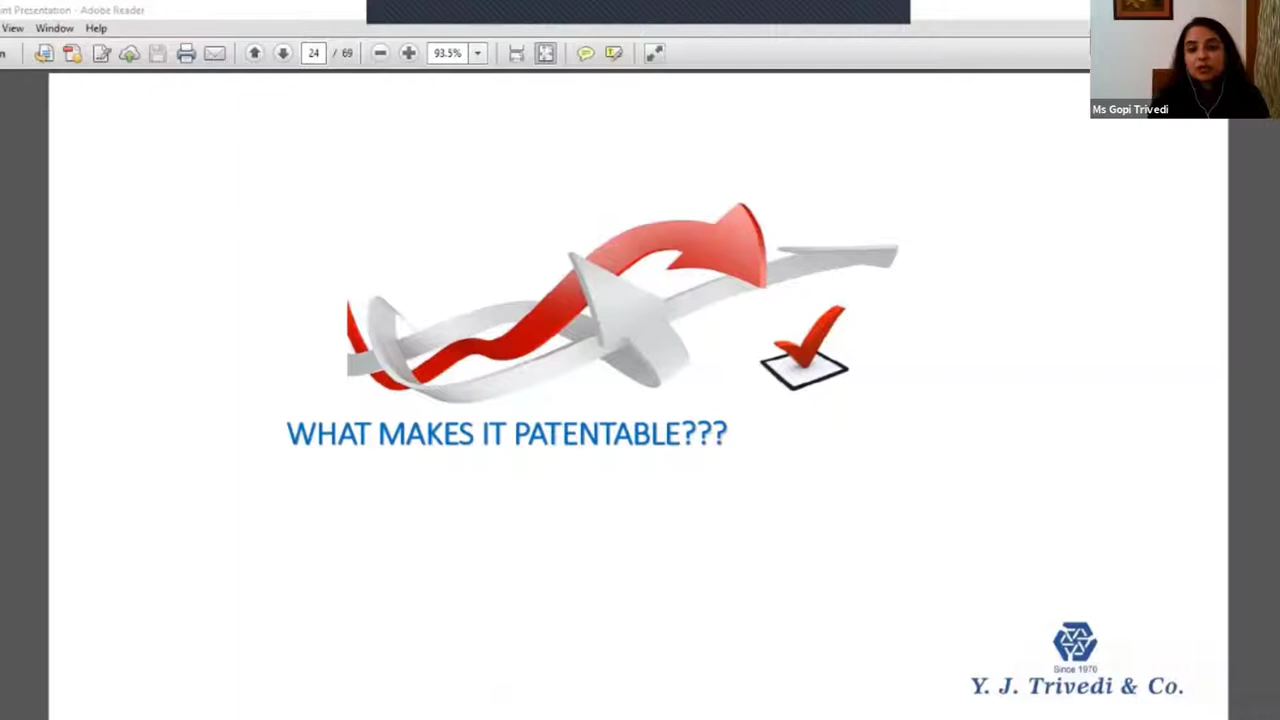 nt Presentation - Adobe Reader
View Window Help
n 24 / 69 93.5%
Ms Gopi Trivedi
WHAT MAKES IT PATENTABLE???
Since 1970
Y. J. Trivedi & Co.